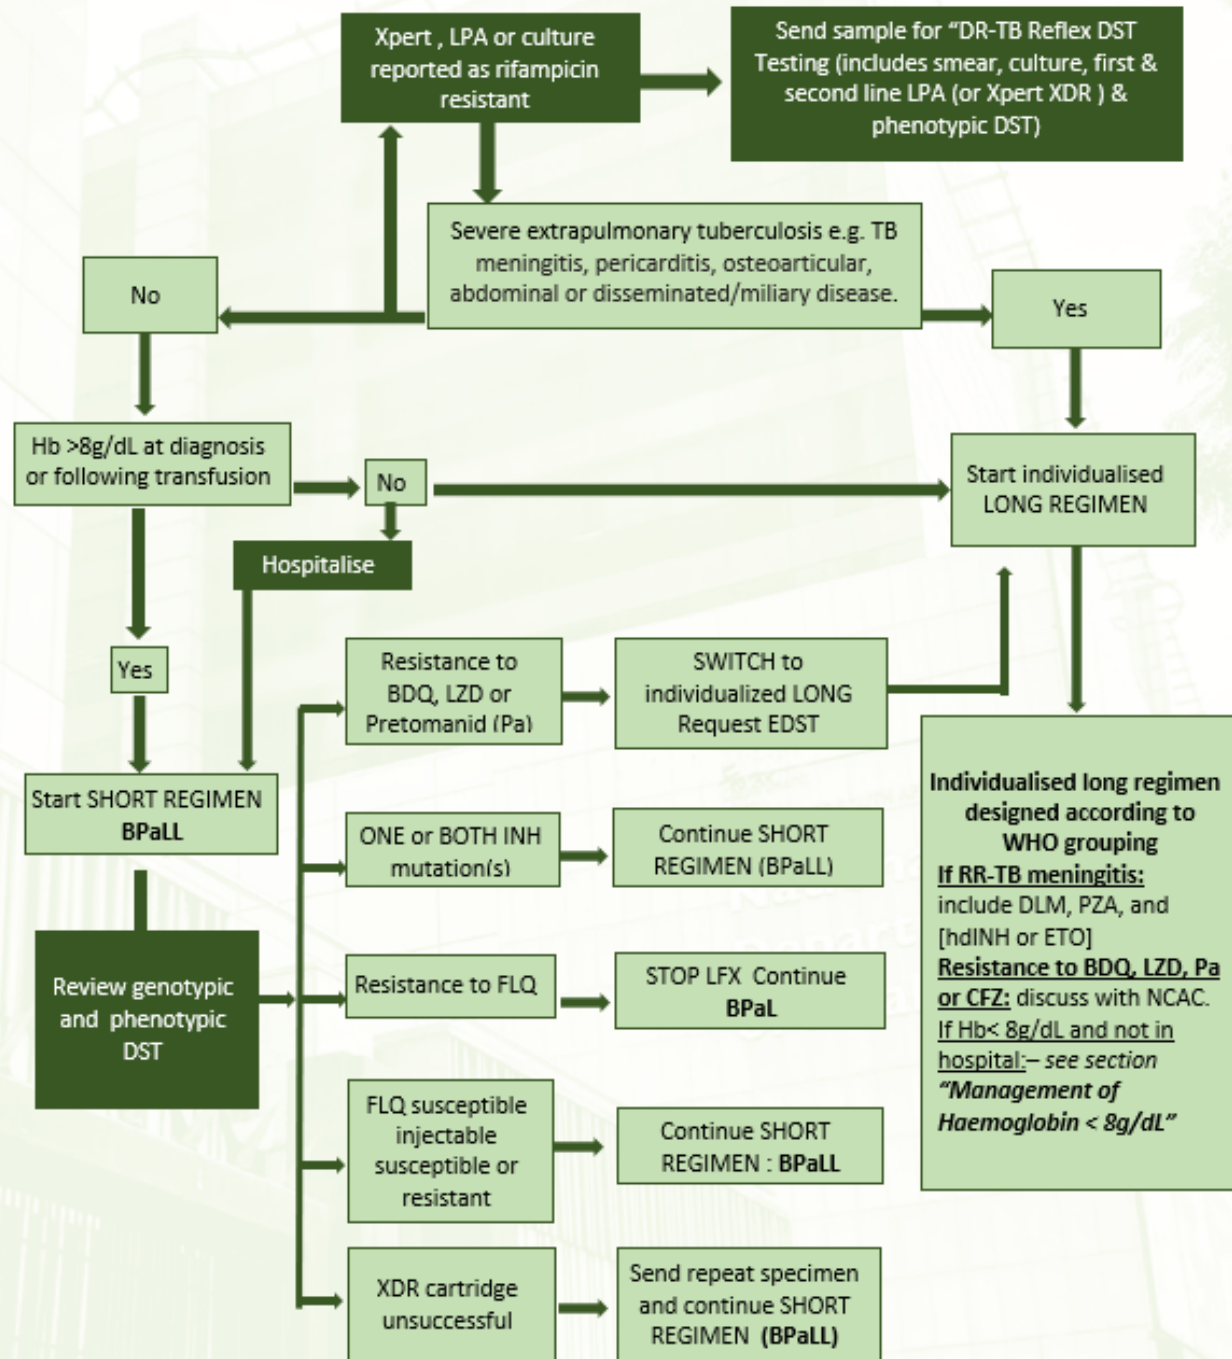 Xpert , LPA or culture
reported as rifampicin
resistant
Send sample for “DR-TB Reflex DST
Testing (includes smear, culture, first &
second line LPA (or Xpert XDR ) &
phenotypic DST)
Severe extrapulmonary tuberculosis e.g. TB
meningitis, pericarditis, osteoarticular,
abdominal or disseminated/miliary disease.
No
Yes
Hb >8g/dL at diagnosis
or following transfusion
No
Start individualised
LONG REGIMEN
Hospitalise
Yes
Resistance to
BDQ, LZD or
Pretomanid (Pa)
SWITCH to
individualized LONG
Request EDST
Start SHORT REGIMEN
BPaLL
ONE or BOTH INH
mutation(s)
Continue SHORT
REGIMEN (BPaLL)
Review genotypic
and phenotypic
DST
Resistance to FLQ
STOP LFX Continue
BPaL
FLQ susceptible
injectable
susceptible or
resistant
Continue SHORT
REGIMEN : BPaLL
XDR cartridge
unsuccessful
Send repeat specimen
and continue SHORT
REGIMEN (BPaLL)
Individualised long regimen
designed according to
WHO grouping
If RR-TB meningitis:
include DLM, PZA, and
[hdINH or ETO]
Resistance to BDQ, LZD, Pa
or CFZ: discuss with NCAC.
If Hb< 8g/dL and not in
hospital:– see section
“Management of
Haemoglobin < 8g/dL”